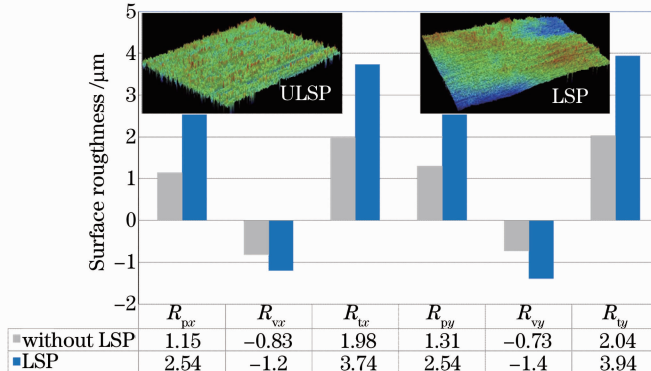 5
4
3
2
1
0
−1
−2
Surface rougthness /μm
ULSP
LSP
Rpx Rvx Rtx Rpy Rvy Rty
without LSP 1.15 −0.83 1.98 1.31 −0.73 2.04
LSP 2.54 −1.2 3.74 2.54 −1.4 3.94